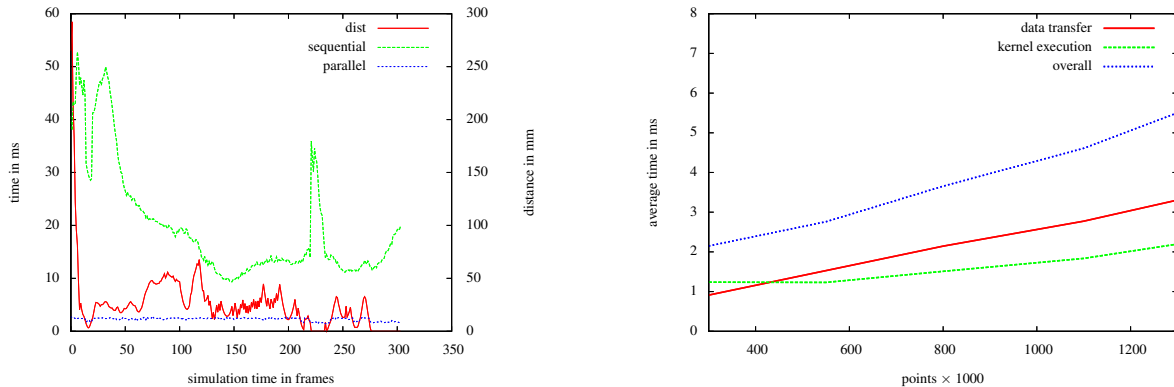 60
50
40
30
20
10
0
time in ms
300
250
200
150
100
50
0
distance in mm
dist
sequential
parallel
0 50 100 150 200 250 300 350
simulation time in frames
8
7
6
5
4
3
2
1
0
average time in ms
data transfer
kernel execution
overall
400 600 800 1000 1200
points × 1000